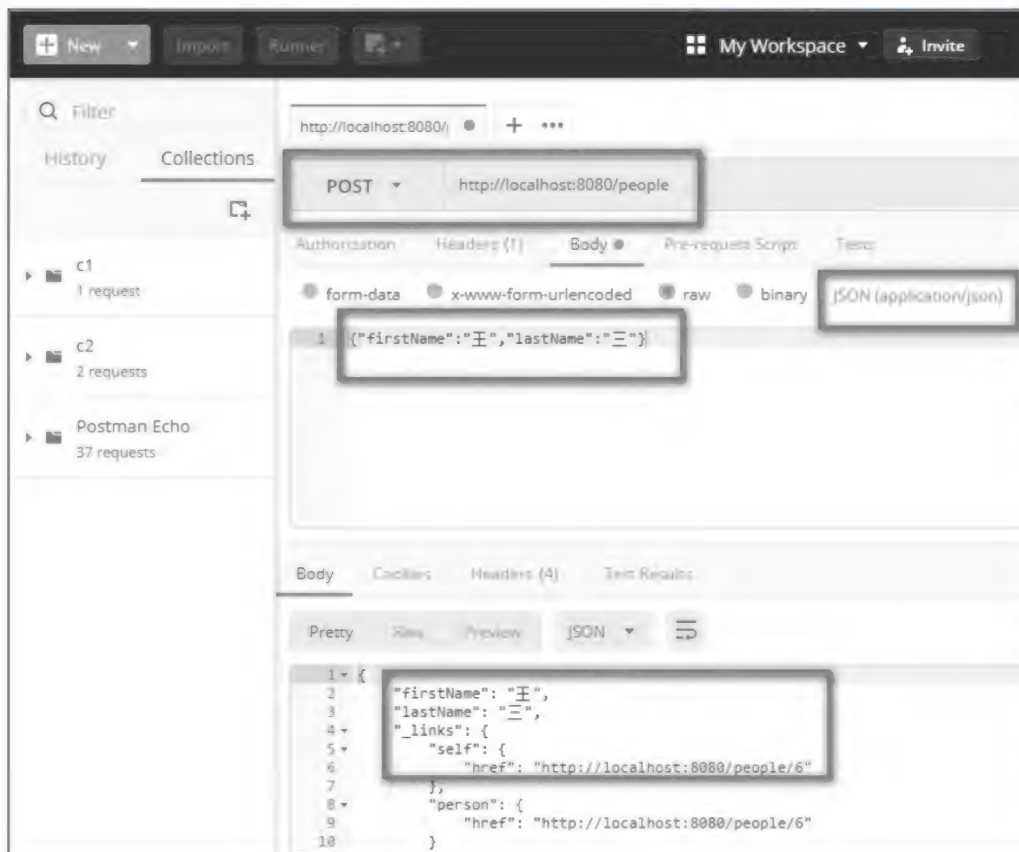 New Import Runner My Workspace Invite
Filter
History Collections
c1
1 request
c2
2 requests
Postman Echo
37 requests
http://localhost:8080/
POST http://localhost:8080/people
Authorization Headers (1) Body Pre-request Script Tests
form-data x-www-form-urlencoded raw binary JSON (application/json)
1 {"firstName":"王","lastName":"三"}
Body Cookies Headers (4) Test Results
Pretty Raw Preview JSON
1 {
2 "firstName": "王",
3 "lastName": "三",
4 "_links": {
5 "self": {
6 "href": "http://localhost:8080/people/6"
7 },
8 "person": {
9 "href": "http://localhost:8080/people/6"
10 }